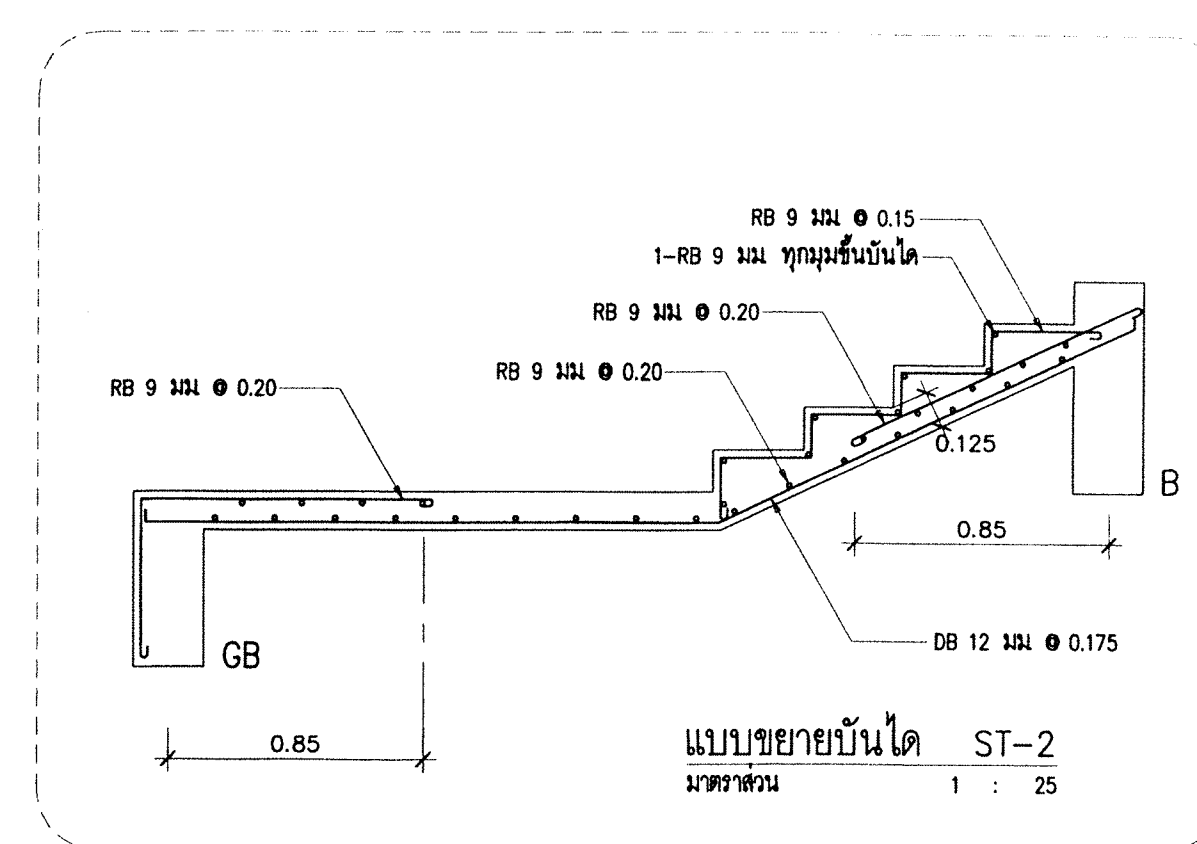 RB 9 มม @ 0.15
1-RB 9 มม ทุกมุมขั้นบันได
RB 9 มม @ 0.20
RB 9 มม @ 0.20
RB 9 มม @ 0.20
0.125
B
0.85
DB 12 มม @ 0.175
GB
0.85
แบบขยายบันได ST-2
มาตราส่วน 1 : 25